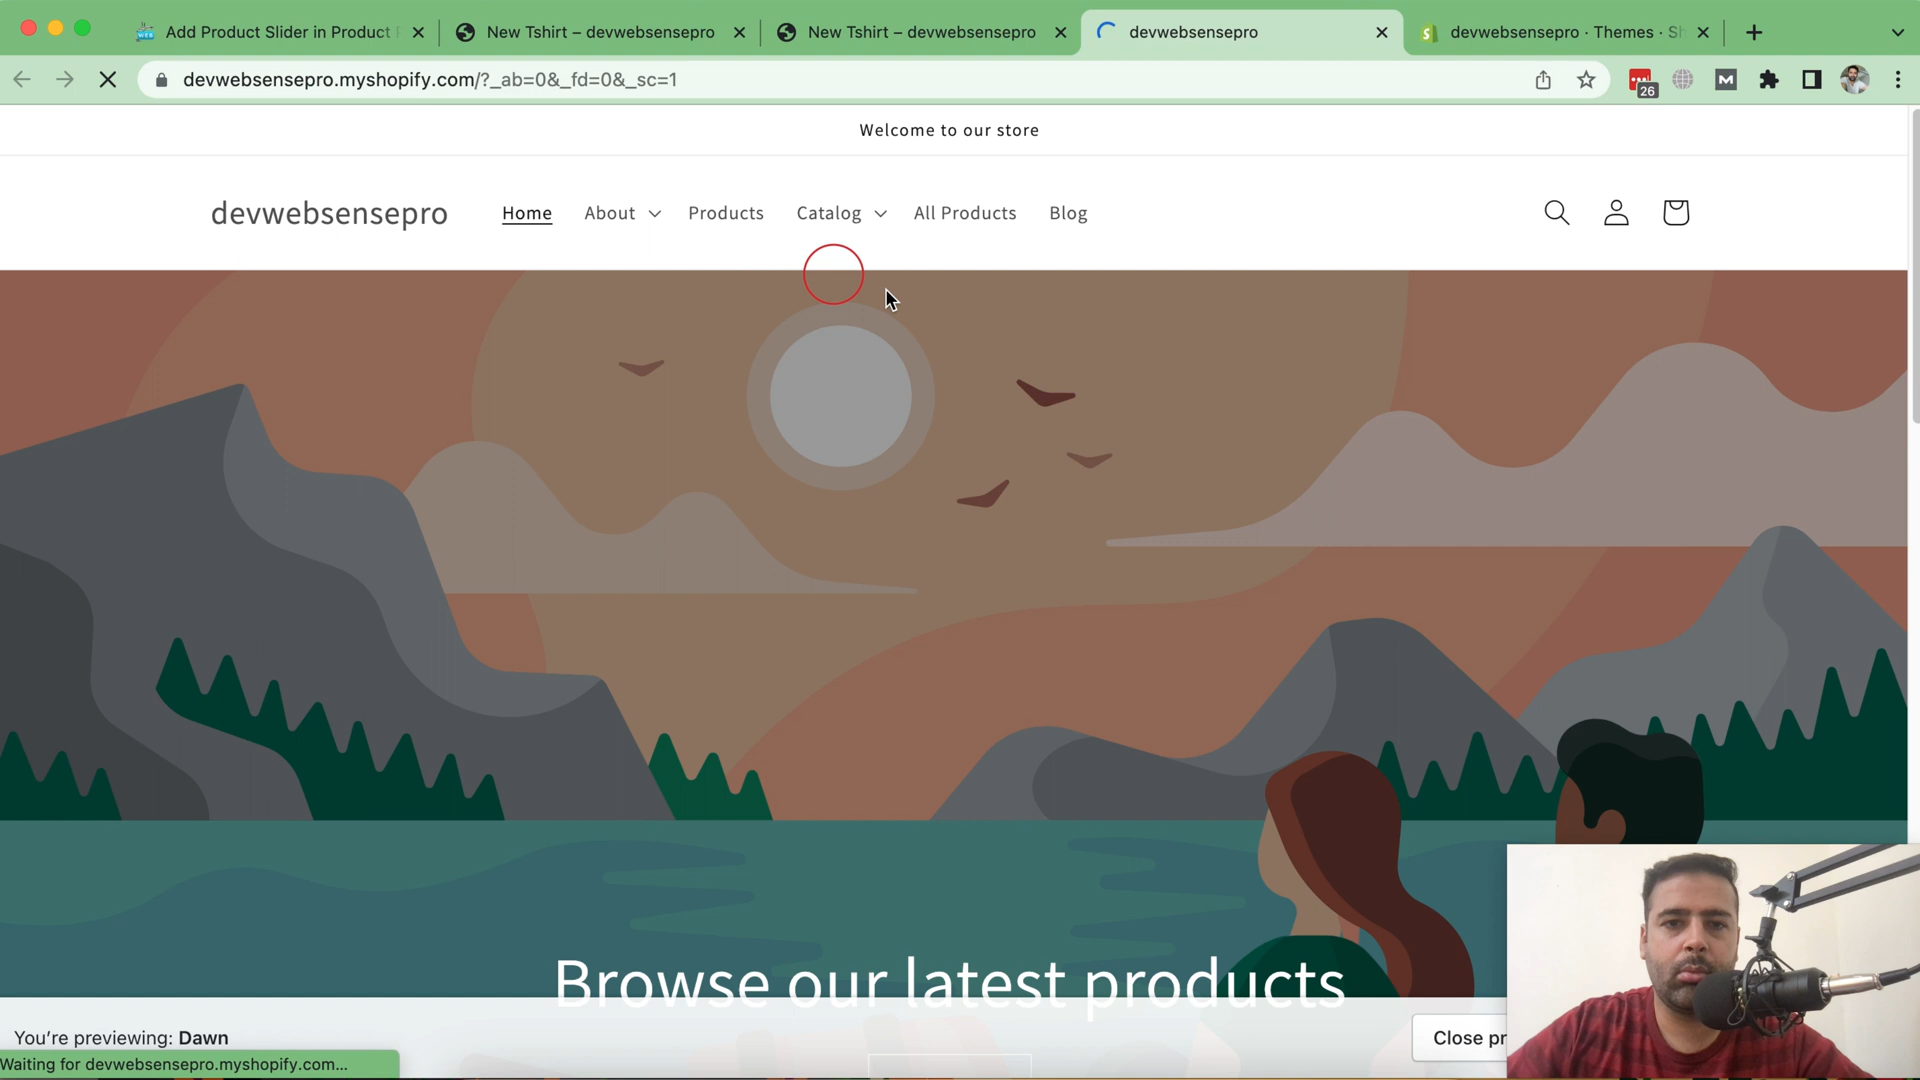 Add Product Slider in Product
New Tshirt – devwebsensepro
New Tshirt – devwebsensepro
devwebsensepro
devwebsensepro · Themes · Sh
devwebsensepro.myshopify.com/?_ab=0&_fd=0&_sc=1
26
Welcome to our store
devwebsensepro
Home
About
Products
Catalog
All Products
Blog
Browse our latest products
You're previewing: Dawn
Close pr
Waiting for devwebsensepro.myshopify.com...